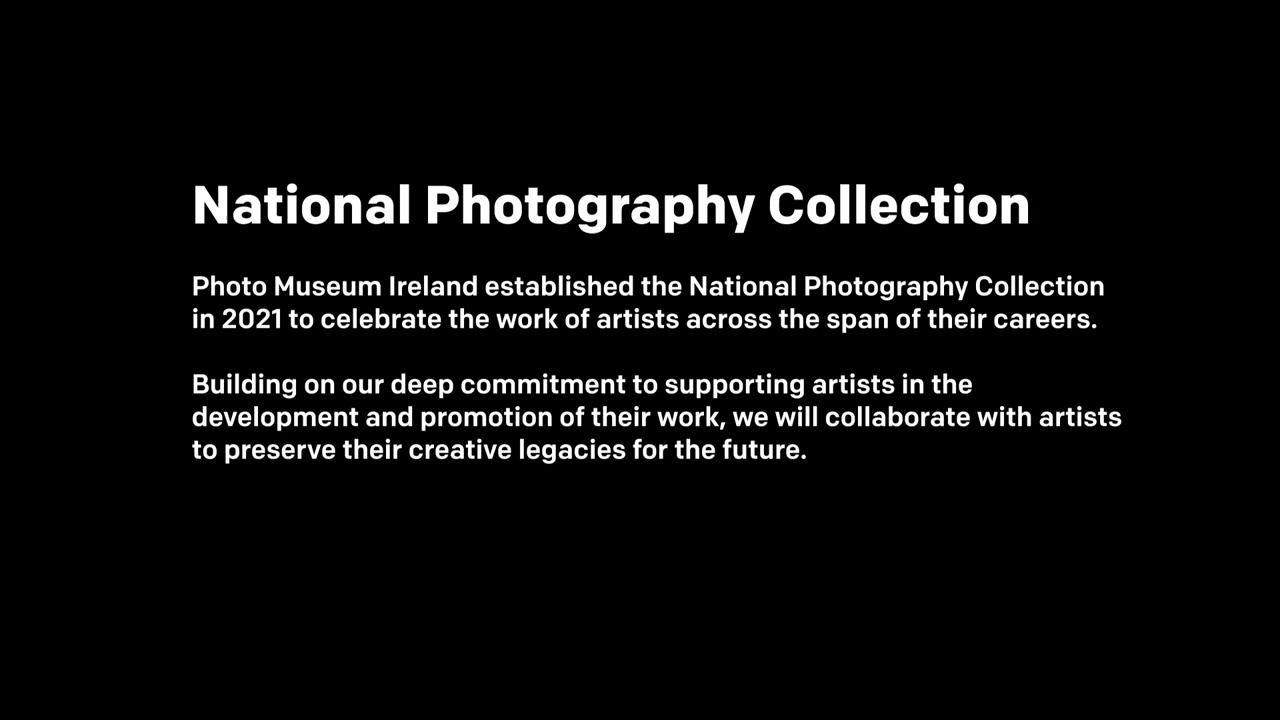 National Photography Collection
Photo Museum Ireland established the National Photography Collection
in 2021 to celebrate the work of artists across the span of their careers.
Building on our deep commitment to supporting artists in the
development and promotion of their work, we will collaborate with artists
to preserve their creative legacies for the future.